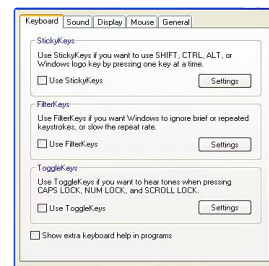 Keyboard Sound Display Mouse General
StickyKeys
Use StickyKeys if you want to use SHIFT, CTRL, ALT, or
Windows logo key by pressing one key at a time.
Use StickyKeys Settings
FilterKeys
Use FilterKeys if you want Windows to ignore brief or repeated
keystrokes, or slow the repeat rate.
Use FilterKeys Settings
ToggleKeys
Use ToggleKeys if you want to hear tones when pressing
CAPS LOCK, NUM LOCK, and SCROLL LOCK.
Use ToggleKeys Settings
Show extra keyboard help in programs